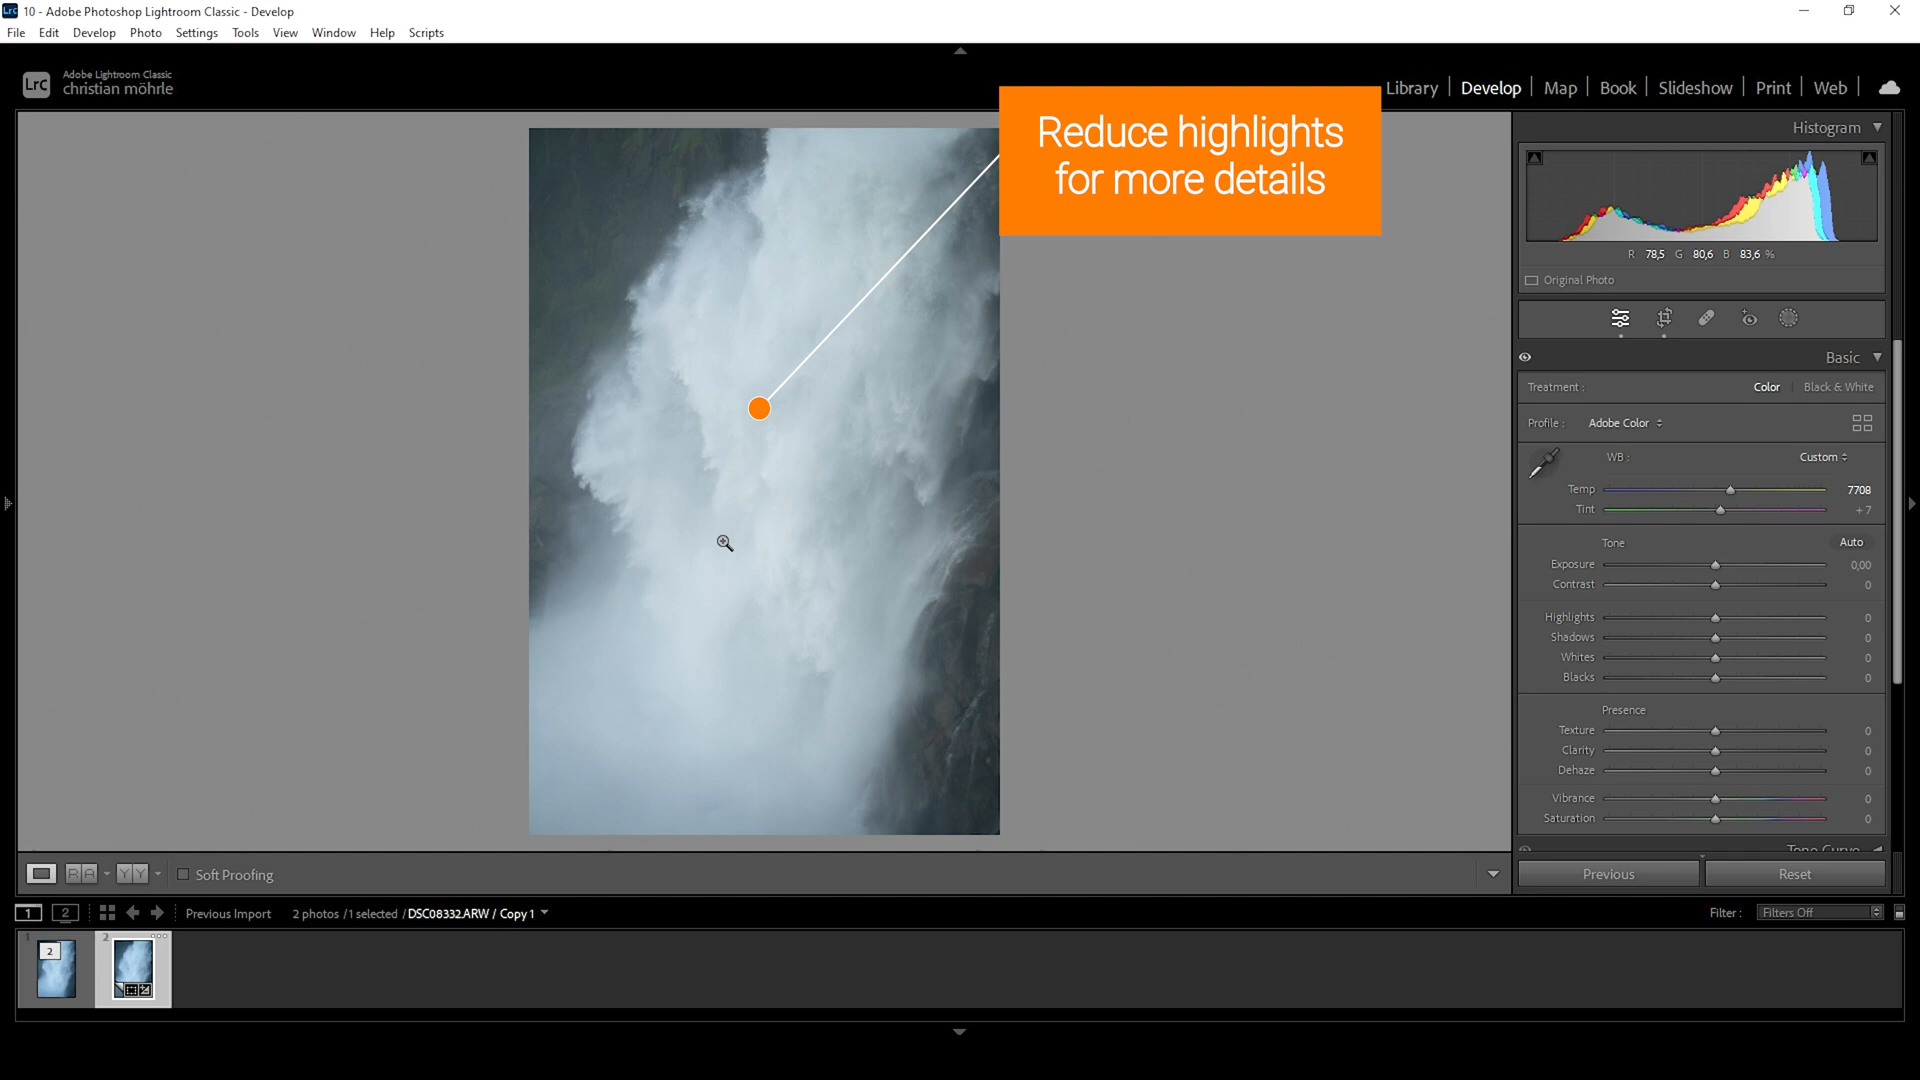 10 - Adobe Photoshop Lightroom Classic - Develop
File Edit Develop Photo Settings Tools View Window Help Scripts
LrC
Adobe Lightroom Classic
christian möhrle
Library | Develop | Map | Book | Slideshow | Print | Web
Reduce highlights
for more details
Histogram
R 78,5 G 80,6 B 83,6 %
Original Photo
Basic
Treatment : Color Black & White
Profile : Adobe Color
WB : Custom
Temp 7708
Tint + 7
Tone Auto
Exposure 0,00
Contrast 0
Highlights 0
Shadows 0
Whites 0
Blacks 0
Presence
Texture 0
Clarity 0
Dehaze 0
Vibrance 0
Saturation 0
Tone Curve
Previous Reset
R A Y Y Soft Proofing
1 2 Previous Import 2 photos / 1 selected / DSC08332.ARW / Copy 1
Filter : Filters Off
1 2
2